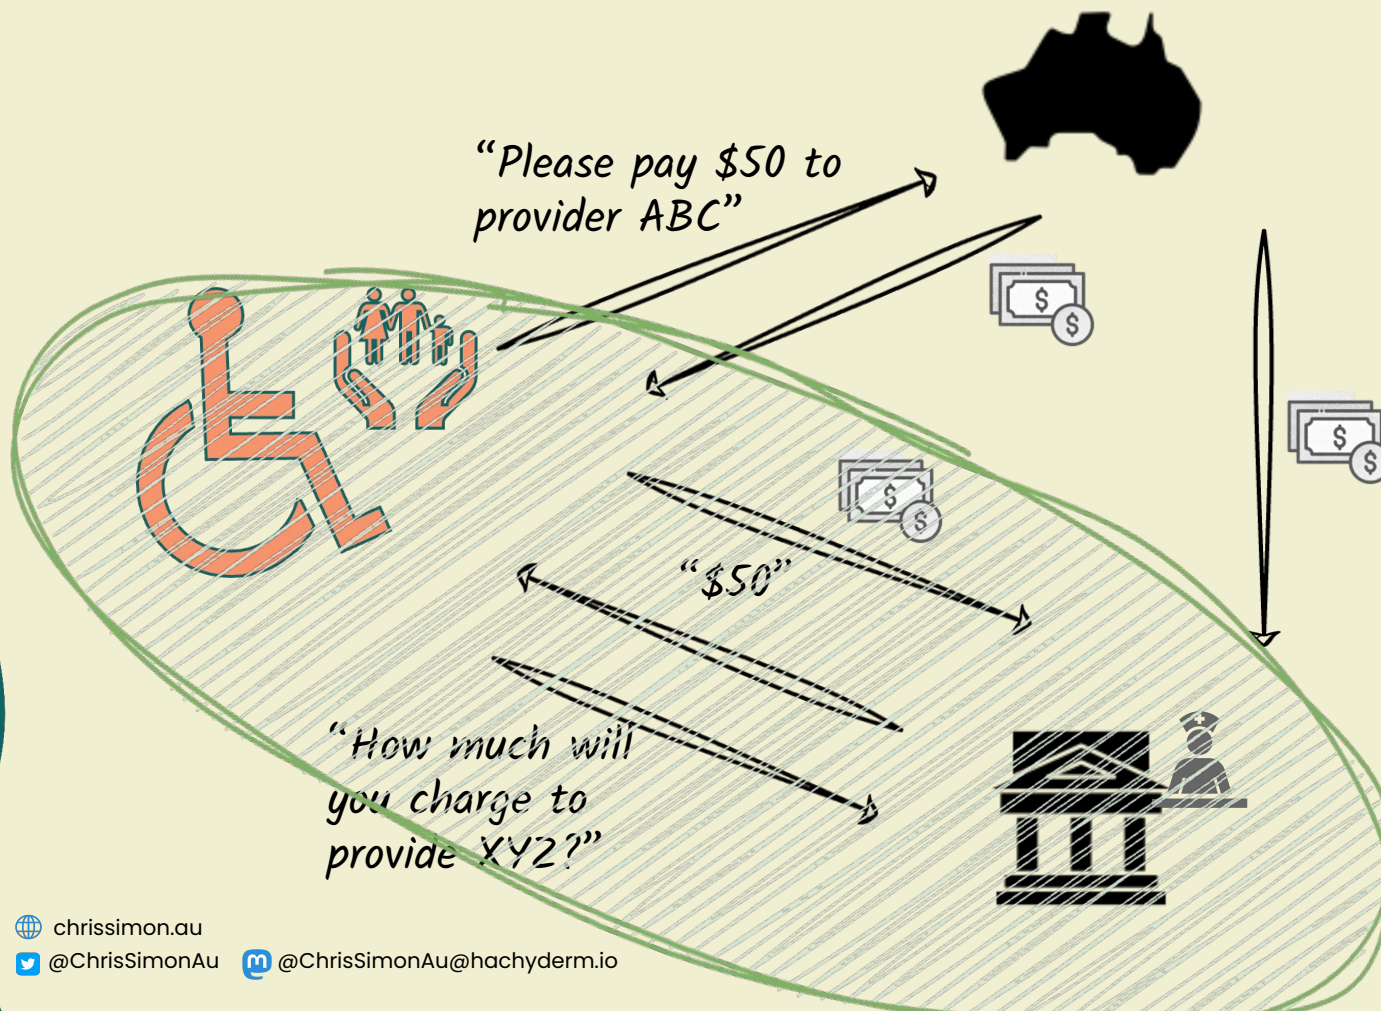 “Please pay $50 to
provider ABC”
$
$
$
$
$
$
“$50”
“How much will
you charge to
provide XYZ?”
chrissimon.au
@ChrisSimonAu
@ChrisSimonAu@hachyderm.io